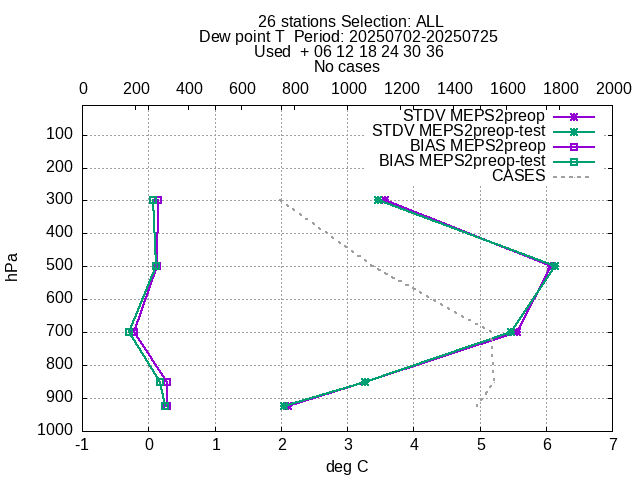 26 stations Selection: ALL
Dew point T  Period: 20250702-20250725
Used  + 06 12 18 24 30 36
No cases
0 200 400 600 800 1000 1200 1400 1600 1800 2000
STDV MEPS2preop
STDV MEPS2preop-test
BIAS MEPS2preop
BIAS MEPS2preop-test
CASES
100
200
300
400
500
600
700
800
900
1000
hPa
-1 0 1 2 3 4 5 6 7
deg C